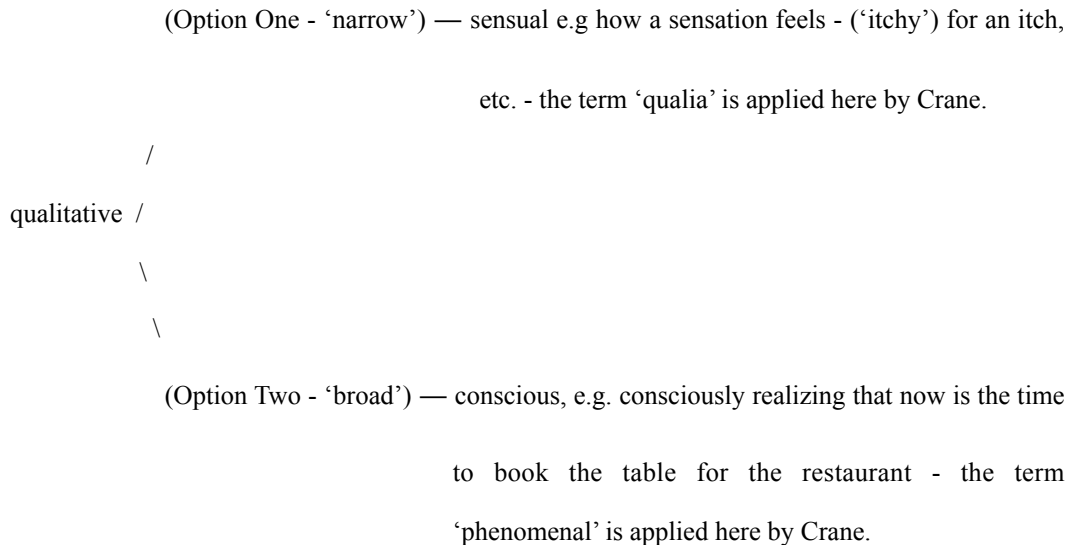 (Option One - ‘narrow’) — sensual e.g how a sensation feels - (‘itchy’) for an itch,
etc. - the term ‘qualia’ is applied here by Crane.
/
qualitative /
\
\
(Option Two - ‘broad’) — conscious, e.g. consciously realizing that now is the time
to book the table for the restaurant - the term
‘phenomenal’ is applied here by Crane.